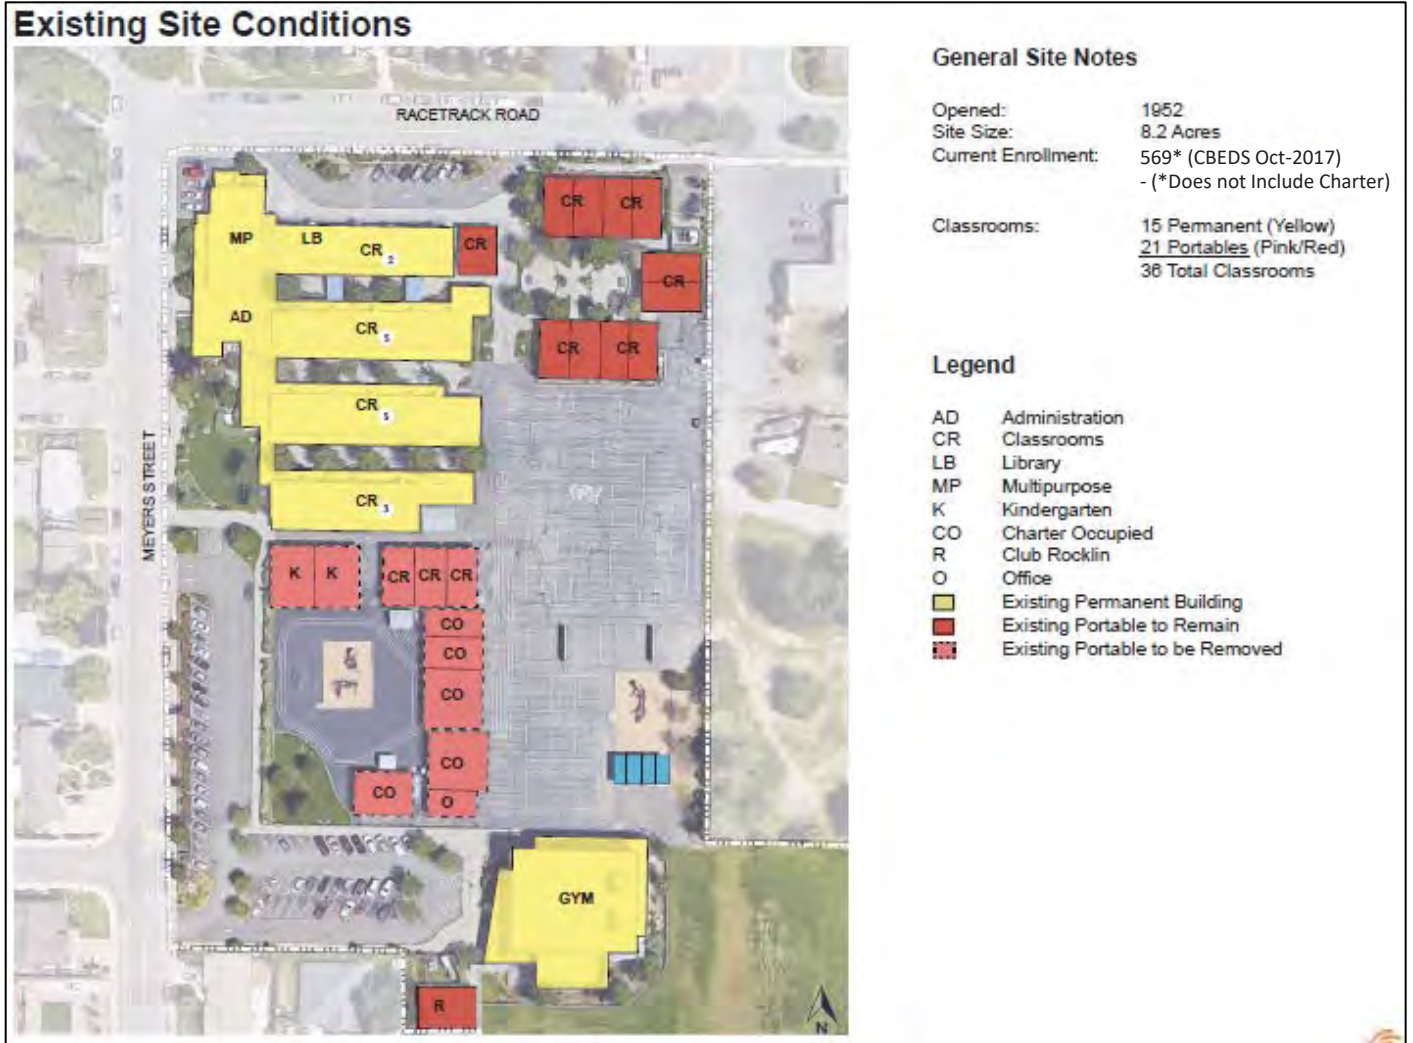 Existing Site Conditions
RACETRACK ROAD
MEYERS STREET
MP
LB
CR 2
CR
CR
CR
CR
AD
CR 5
CR
CR
CR 5
CR 3
K
K
CR
CR
CR
CO
CO
CO
CO
CO
O
GYM
R
N
General Site Notes
Opened: 1952
Site Size: 8.2 Acres
Current Enrollment: 569* (CBEDS Oct-2017)
- (*Does not Include Charter)
Classrooms: 15 Permanent (Yellow)
21 Portables (Pink/Red)
36 Total Classrooms
Legend
AD Administration
CR Classrooms
LB Library
MP Multipurpose
K Kindergarten
CO Charter Occupied
R Club Rocklin
O Office
Existing Permanent Building
Existing Portable to Remain
Existing Portable to be Removed